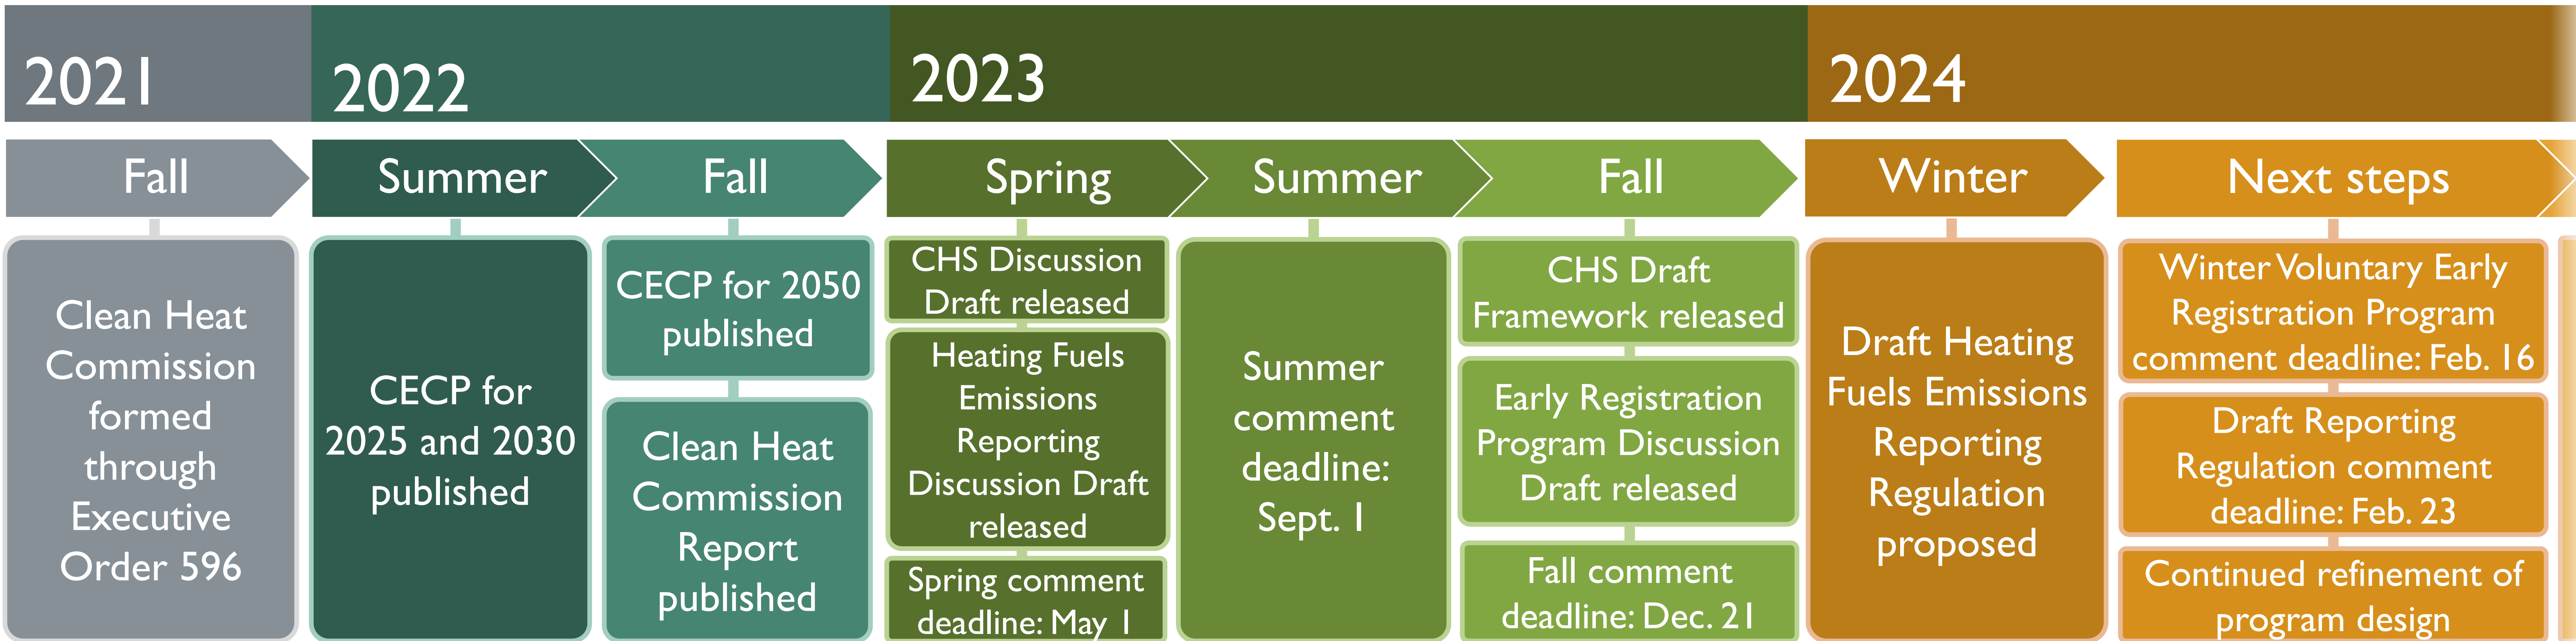 2021
2022
2023
2024
Fall
Summer
Fall
Spring
Summer
Fall
Winter
Next steps
Clean Heat
Commission
formed
through
Executive
Order 596
CECP for
2025 and 2030
published
CECP for 2050
published
Clean Heat
Commission
Report
published
CHS Discussion
Draft released
Heating Fuels
Emissions
Reporting
Discussion Draft
released
Spring comment
deadline: May 1
Summer
comment
deadline:
Sept. 1
CHS Draft
Framework released
Early Registration
Program Discussion
Draft released
Fall comment
deadline: Dec. 21
Draft Heating
Fuels Emissions
Reporting
Regulation
proposed
Winter Voluntary Early
Registration Program
comment deadline: Feb. 16
Draft Reporting
Regulation comment
deadline: Feb. 23
Continued refinement of
program design